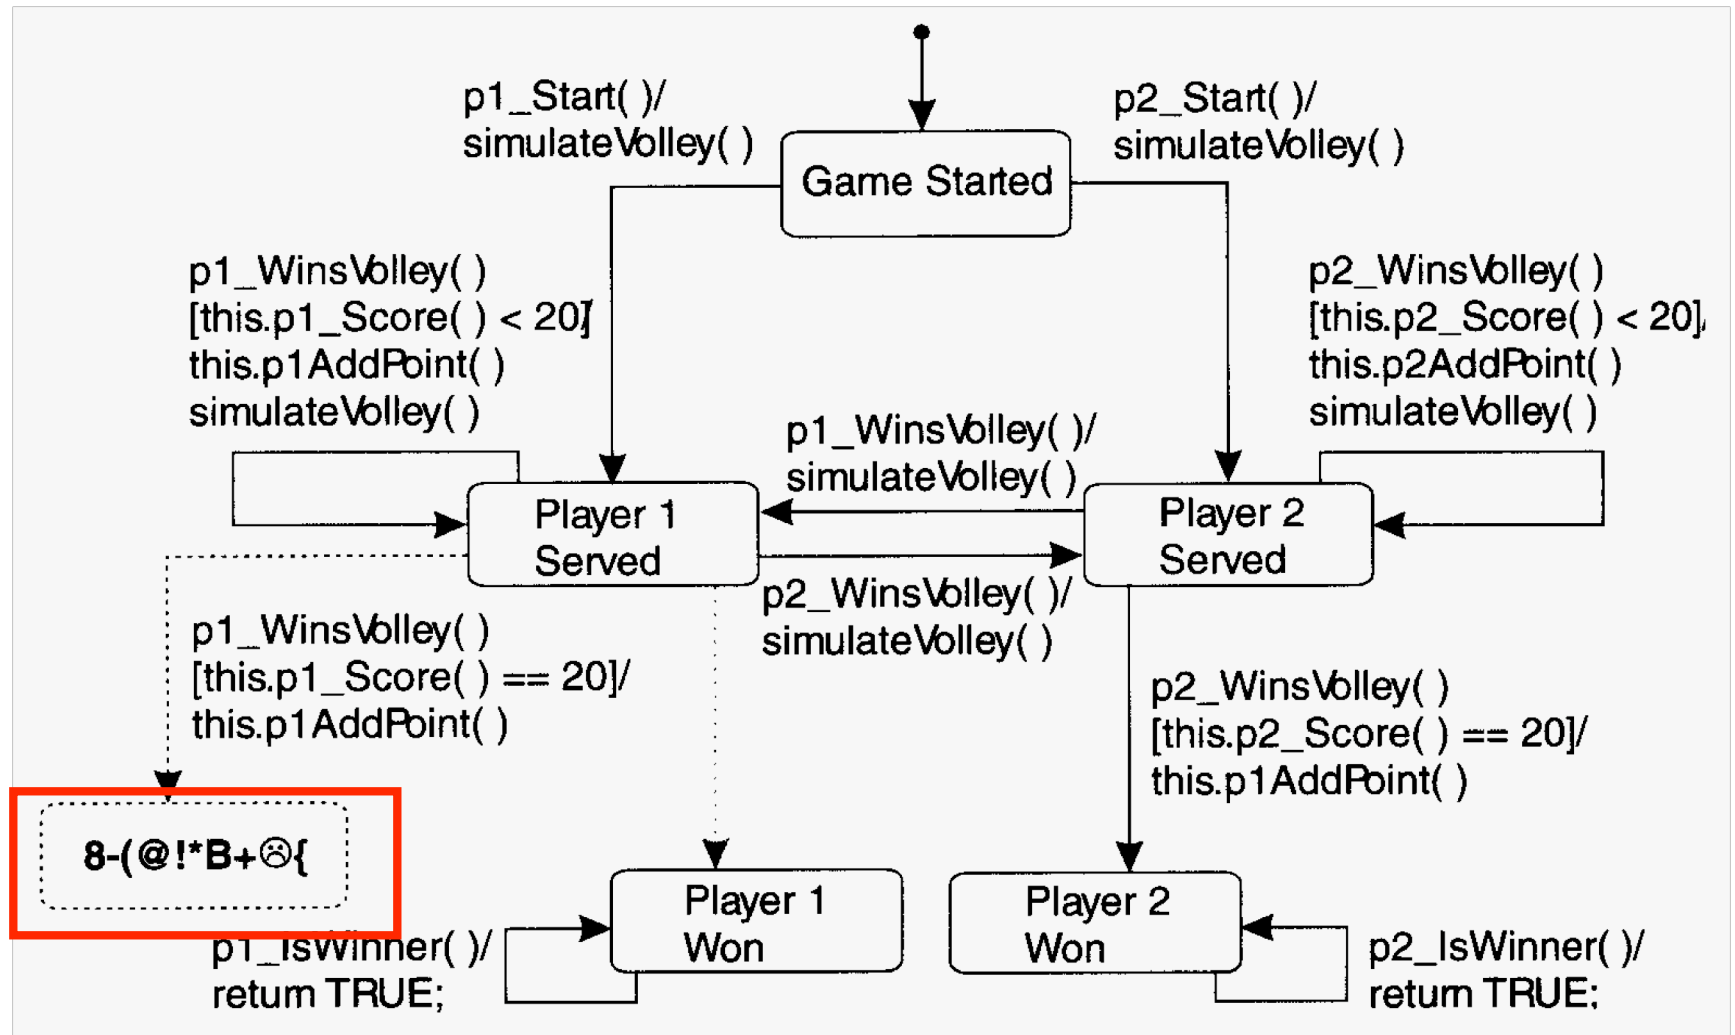 p1_Start( )/
simulateVolley( )
p2_Start( )/
simulateVolley( )
Game Started
p1_WinsVolley( )
[this.p1_Score( ) < 20]/
this.p1AddPoint( )
simulateVolley( )
p2_WinsVolley( )
[this.p2_Score( ) < 20]/
this.p2AddPoint( )
simulateVolley( )
p1_WinsVolley( )/
simulateVolley( )
Player 1
Served
Player 2
Served
p2_WinsVolley( )/
simulateVolley( )
p1_WinsVolley( )
[this.p1_Score( ) == 20]/
this.p1AddPoint( )
p2_WinsVolley( )
[this.p2_Score( ) == 20]/
this.p1AddPoint( )
8-(@!*B+☹{
Player 1
Won
Player 2
Won
p1_IsWinner( )/
return TRUE;
p2_IsWinner( )/
return TRUE;